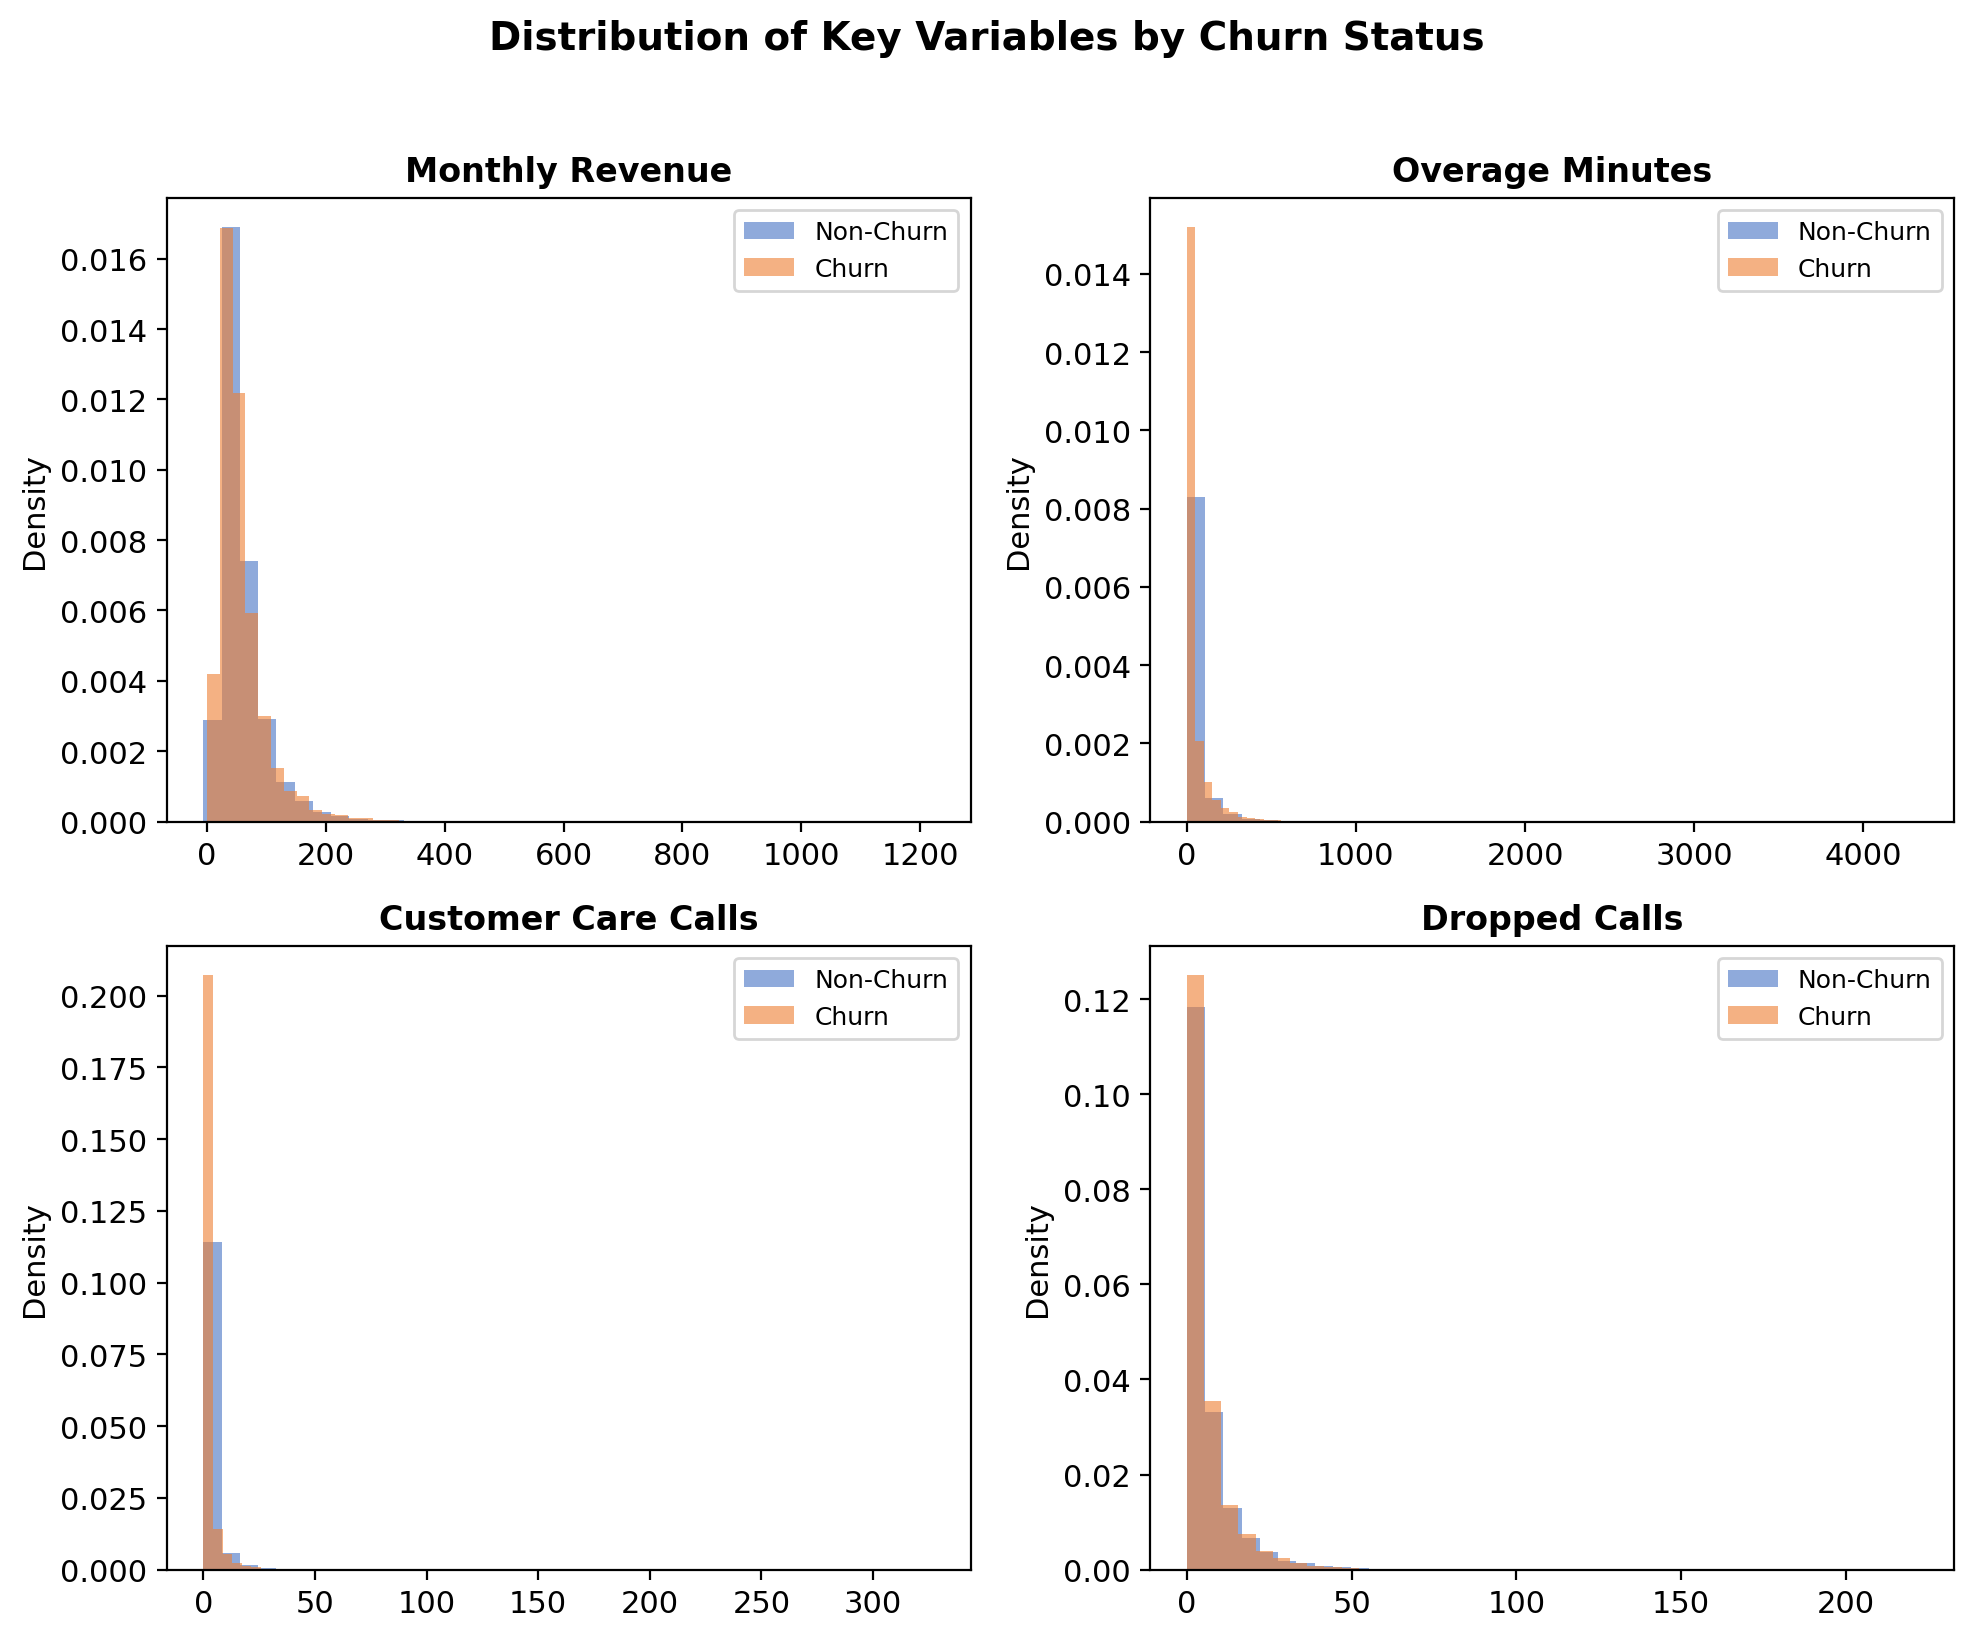 Distribution of Key Variables by Churn Status
Monthly Revenue
Density
0.016
0.014
0.012
0.010
0.008
0.006
0.004
0.002
0.000
0 200 400 600 800 1000 1200
Non-Churn
Churn
Overage Minutes
Density
0.014
0.012
0.010
0.008
0.006
0.004
0.002
0.000
0 1000 2000 3000 4000
Non-Churn
Churn
Customer Care Calls
Density
0.200
0.175
0.150
0.125
0.100
0.075
0.050
0.025
0.000
0 50 100 150 200 250 300
Non-Churn
Churn
Dropped Calls
Density
0.12
0.10
0.08
0.06
0.04
0.02
0.00
0 50 100 150 200
Non-Churn
Churn